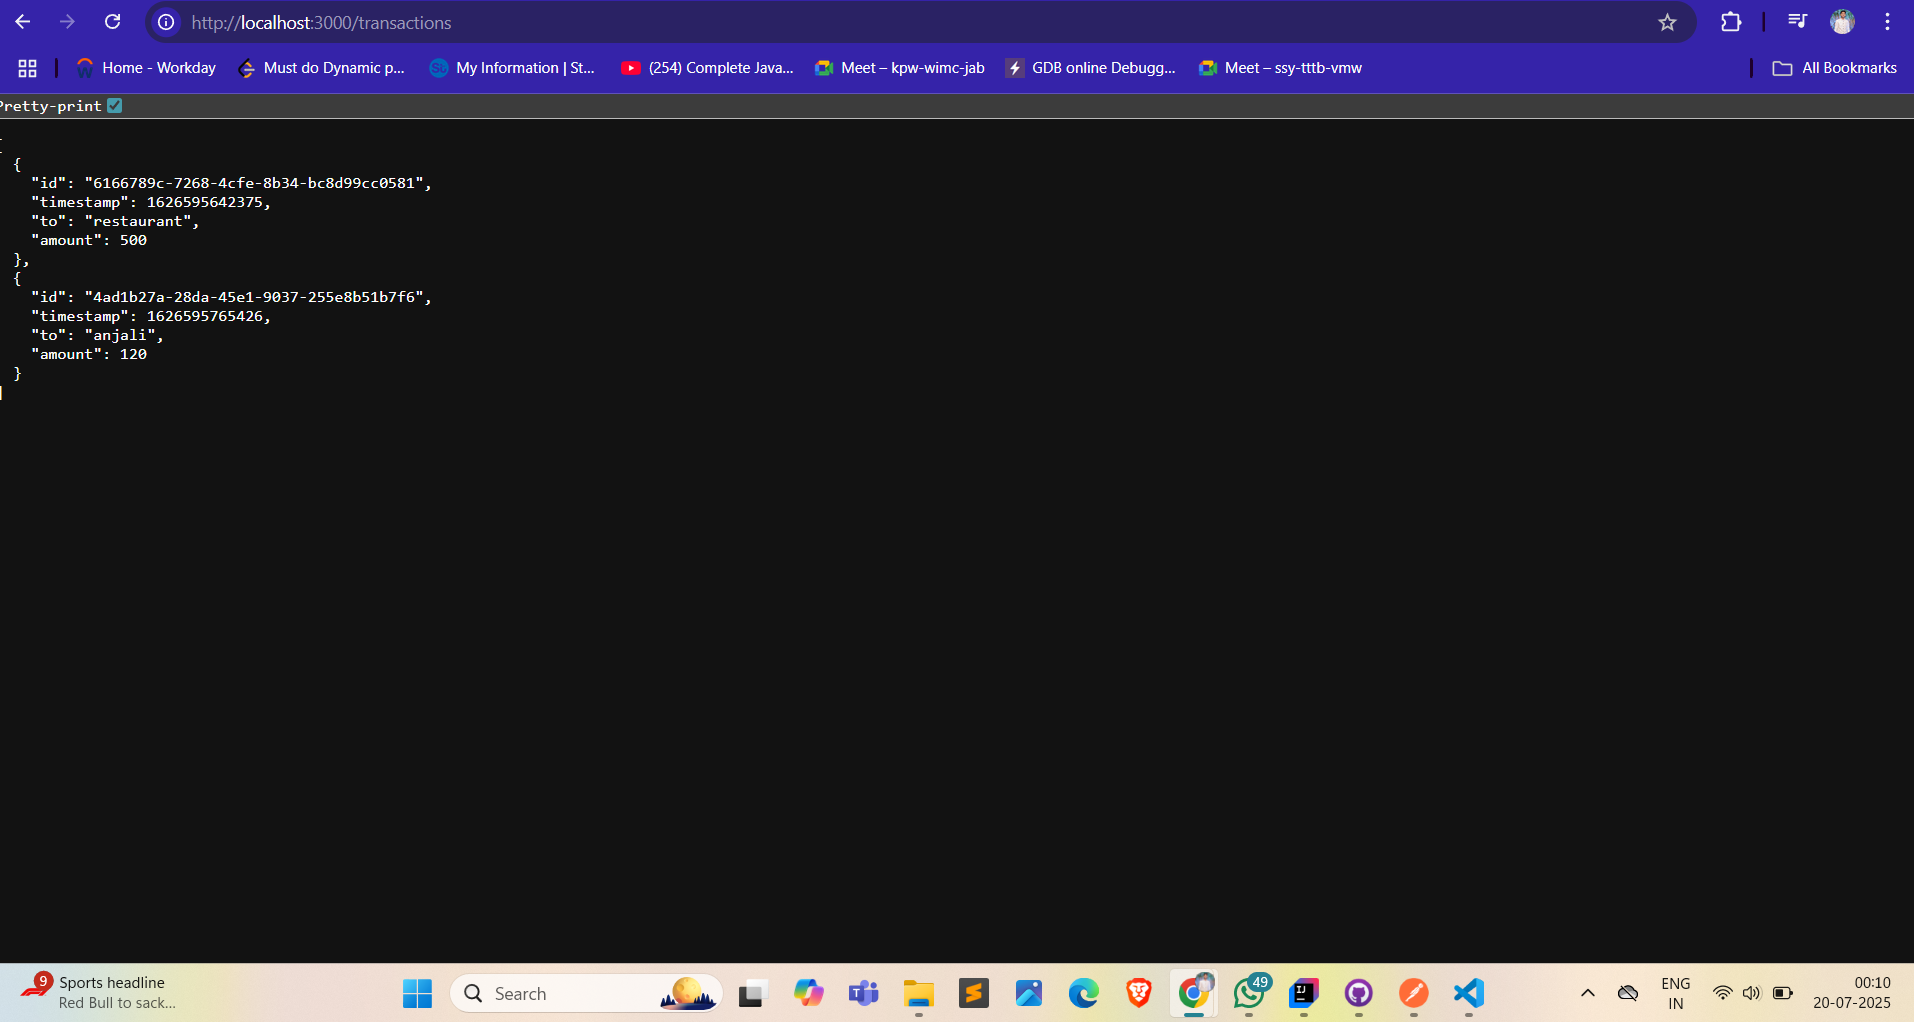 http://localhost:3000/transactions
Home - Workday
Must do Dynamic p...
My Information | St...
(254) Complete Java...
Meet – kpw-wimc-jab
GDB online Debugg...
Meet – ssy-tttb-vmw
All Bookmarks
Pretty-print
[
{
"id": "6166789c-7268-4cfe-8b34-bc8d99cc0581",
"timestamp": 1626595642375,
"to": "restaurant",
"amount": 500
},
{
"id": "4ad1b27a-28da-45e1-9037-255e8b51b7f6",
"timestamp": 1626595765426,
"to": "anjali",
"amount": 120
}
]
9
Sports headline
Red Bull to sack...
Search
49
ENG
IN
00:10
20-07-2025